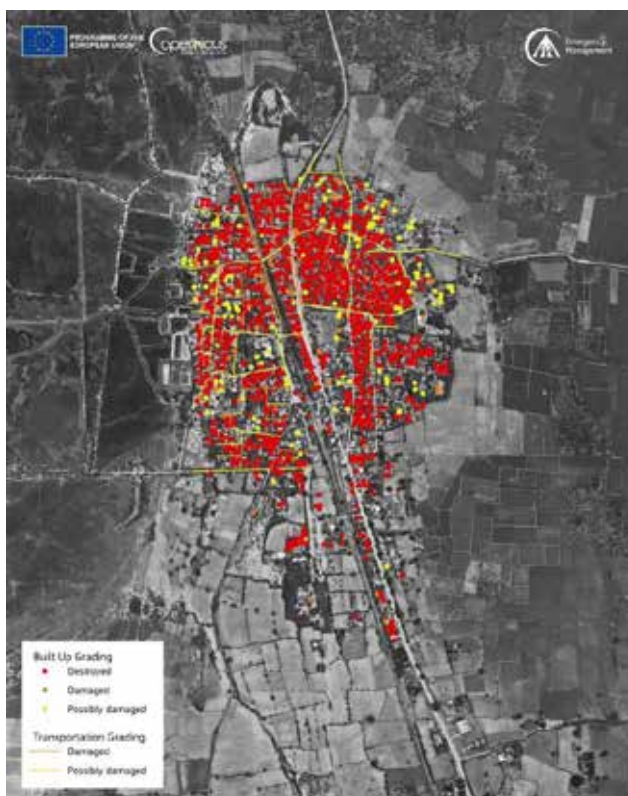 PROGRAMME OF THE
EUROPEAN UNION
Copernicus
Emergency
Management
Built Up Grading
Destroyed
Damaged
Possibly damaged
Transportation Grading
Damaged
Possibly damaged